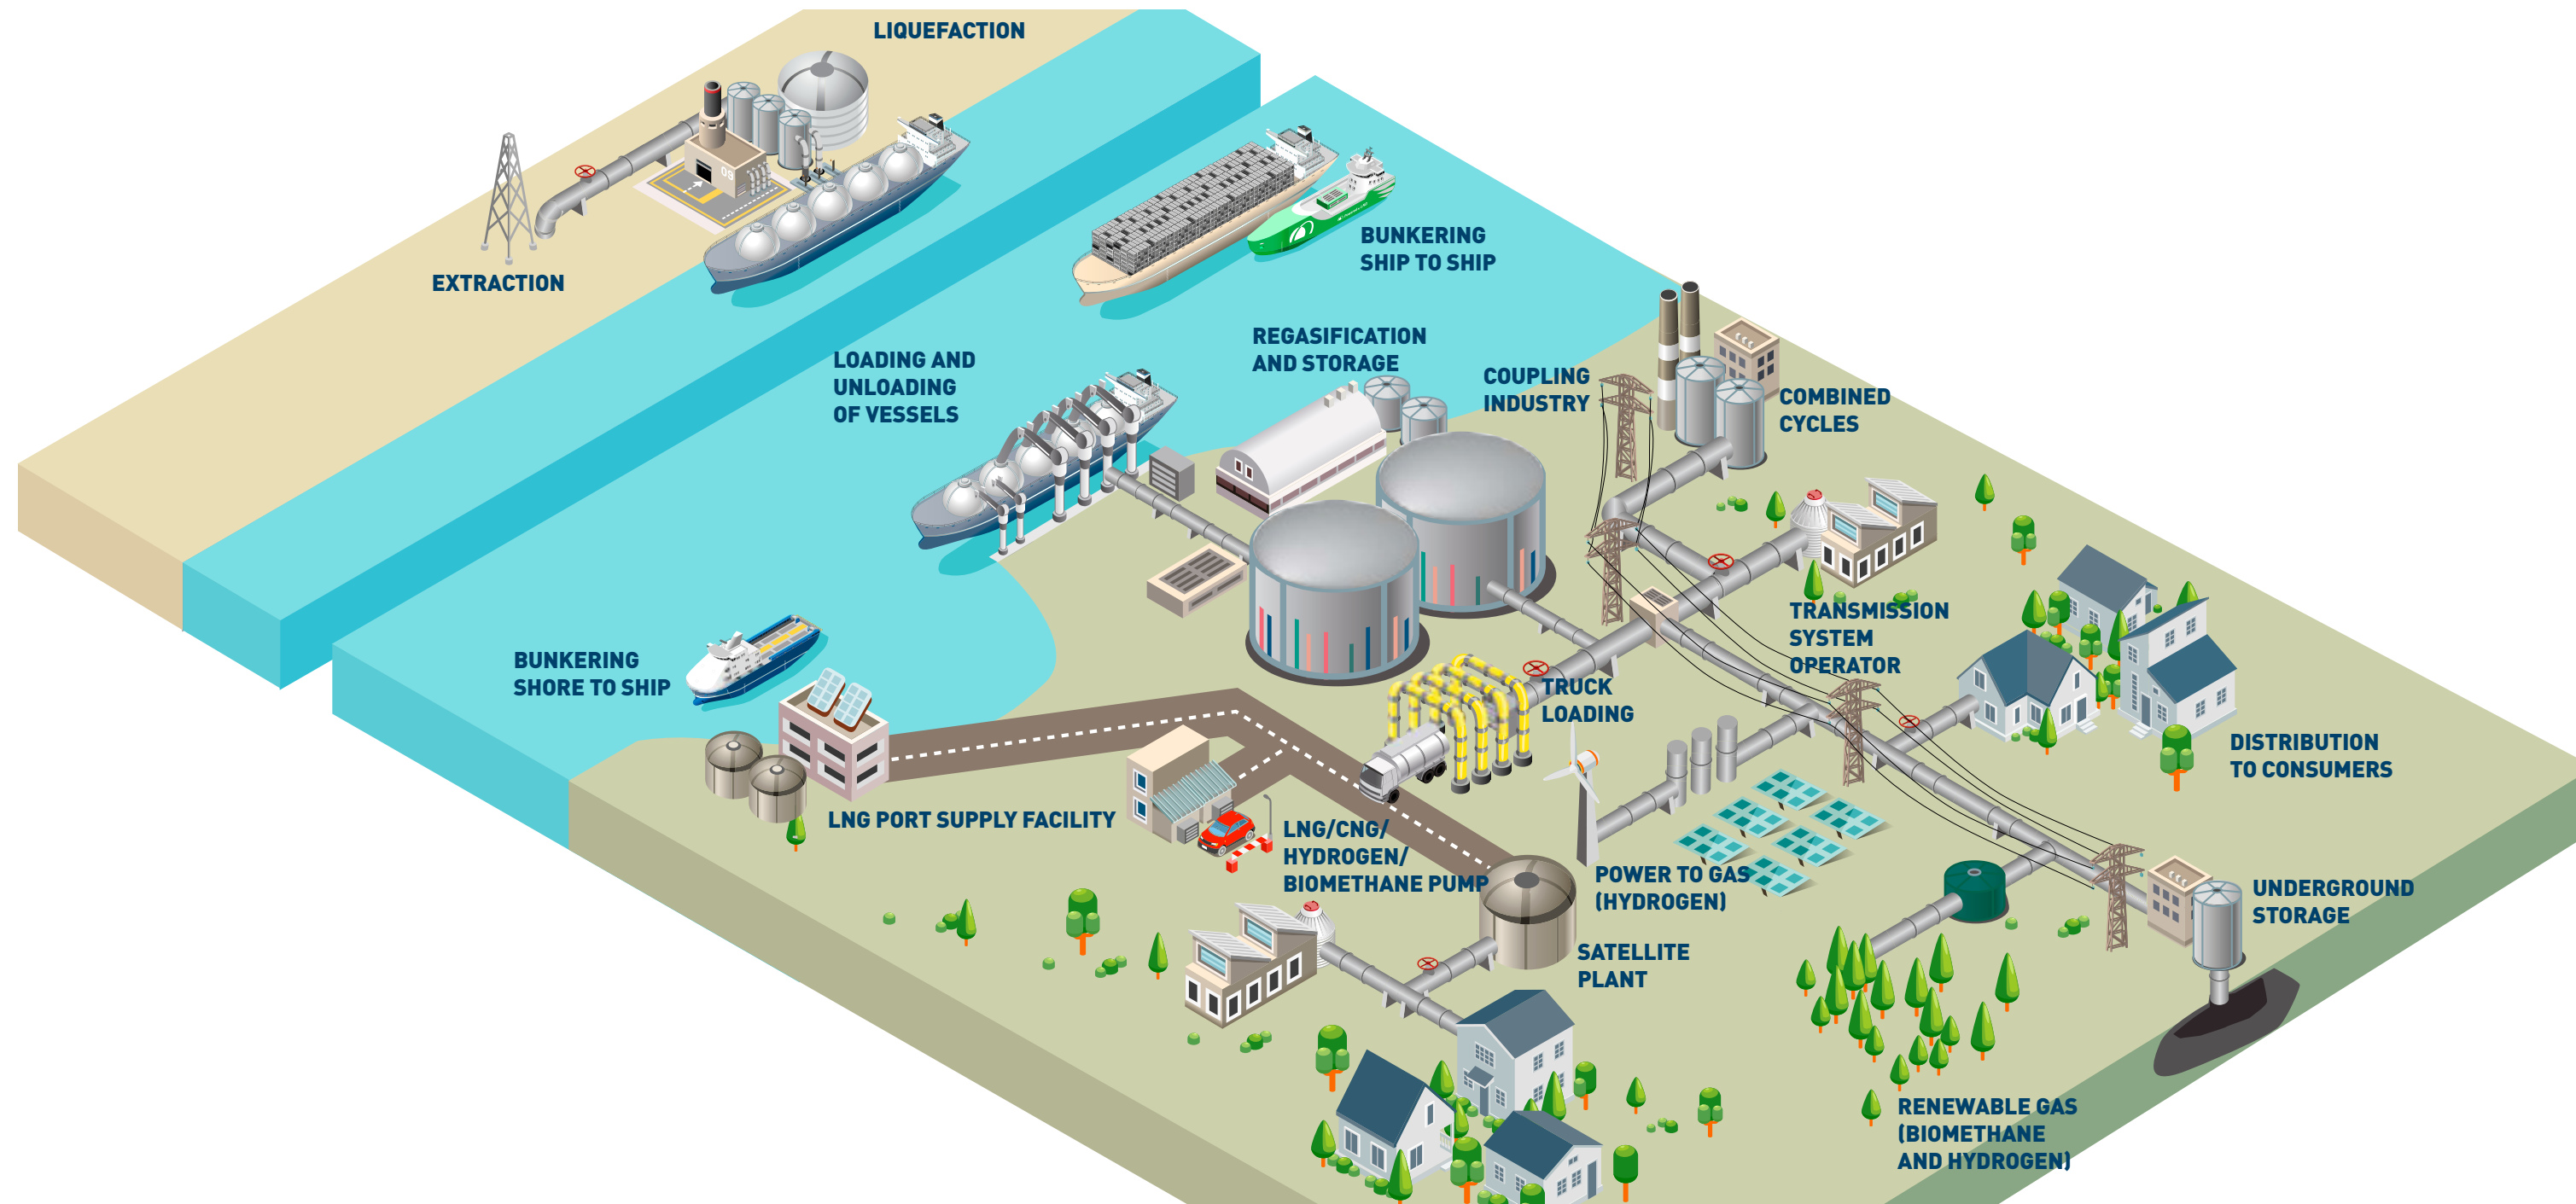 LIQUEFACTION
EXTRACTION
03
BUNKERING
SHIP TO SHIP
LOADING AND
UNLOADING
OF VESSELS
REGASIFICATION
AND STORAGE
COUPLING
INDUSTRY
COMBINED
CYCLES
BUNKERING
SHORE TO SHIP
TRANSMISSION
SYSTEM
OPERATOR
TRUCK
LOADING
DISTRIBUTION
TO CONSUMERS
LNG PORT SUPPLY FACILITY
LNG/CNG/
HYDROGEN/
BIOMETHANE PUMP
POWER TO GAS
(HYDROGEN)
UNDERGROUND
STORAGE
SATELLITE
PLANT
RENEWABLE GAS
(BIOMETHANE
AND HYDROGEN)